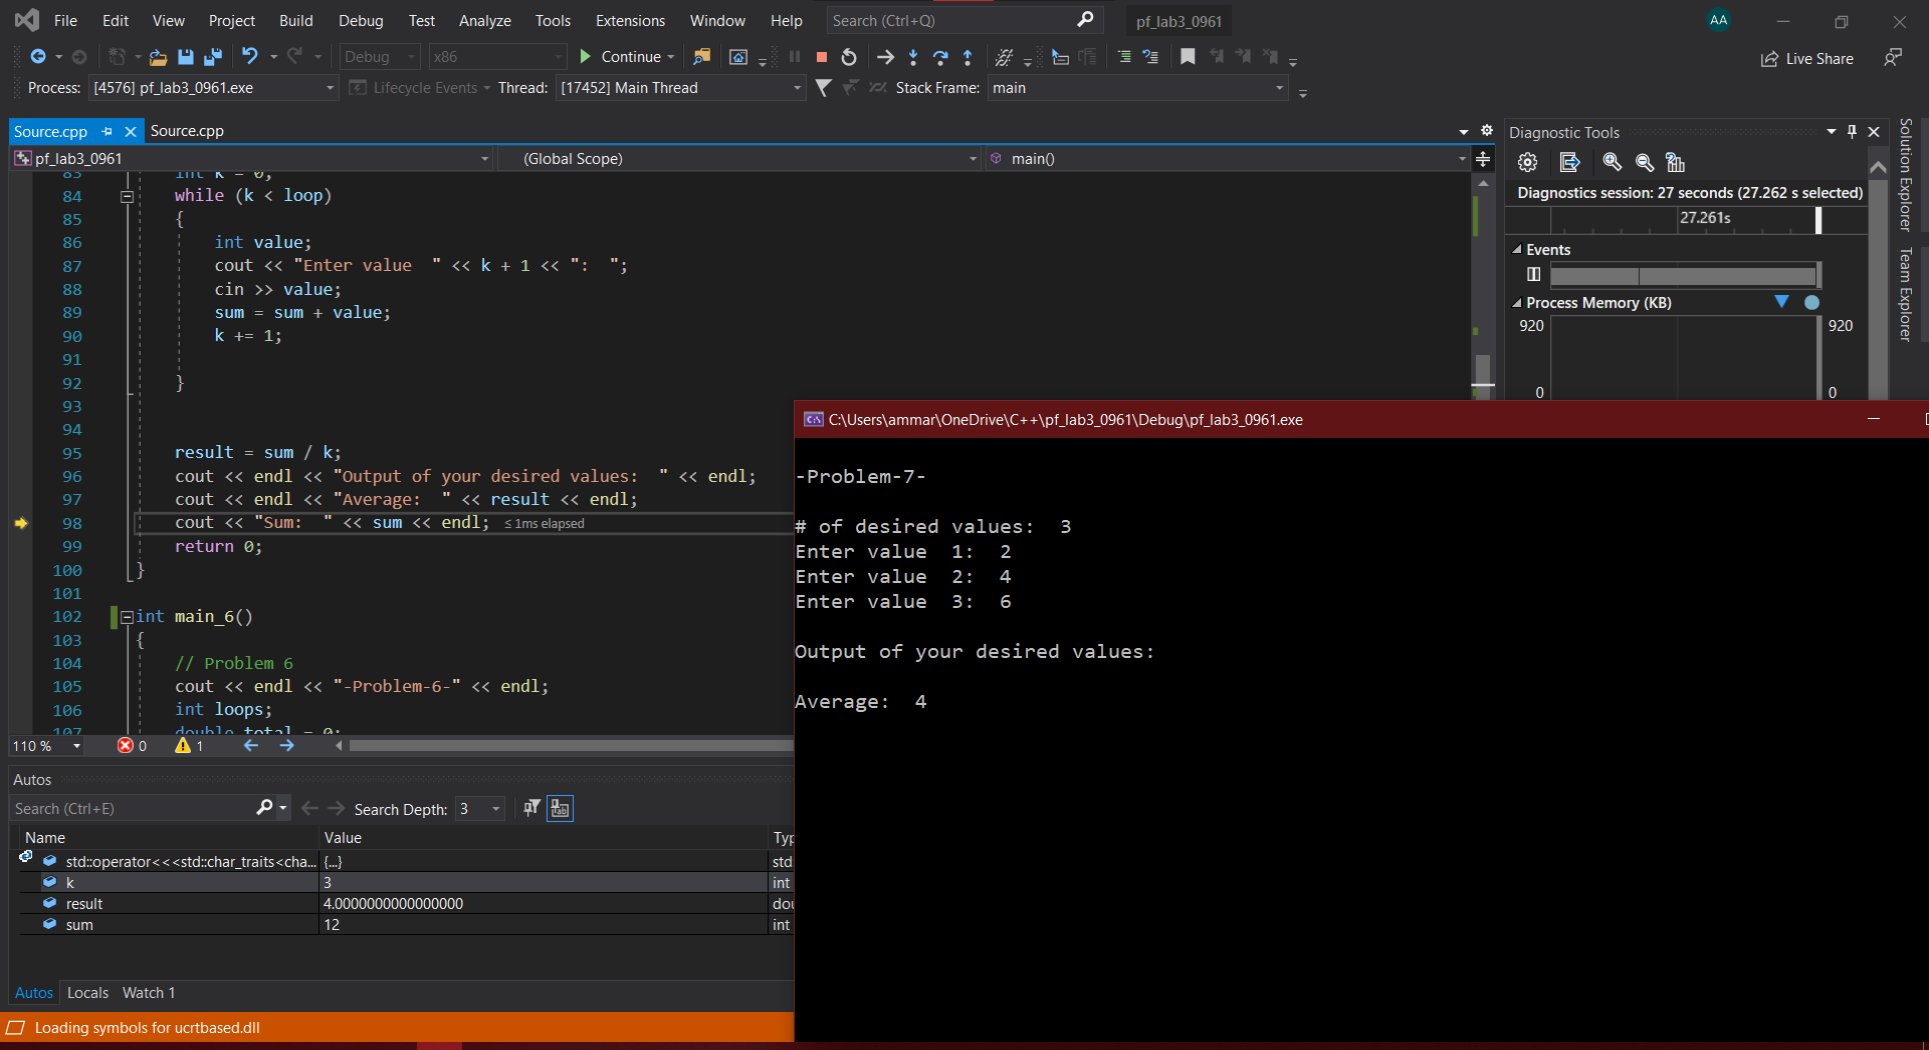 File Edit View Project Build Debug Test Analyze Tools Extensions Window Help Search (Ctrl+Q) pf_lab3_0961 AA
Debug x86 Continue Live Share
Process: [4576] pf_lab3_0961.exe Lifecycle Events Thread: [17452] Main Thread Stack Frame: main
Source.cpp Source.cpp
pf_lab3_0961 (Global Scope) main()
83 int k = 0;
84 while (k < loop)
85 {
86 int value;
87 cout << "Enter value  " << k + 1 << ":  ";
88 cin >> value;
89 sum = sum + value;
90 k += 1;
91
92 }
93
94
95 result = sum / k;
96 cout << endl << "Output of your desired values:  " << endl;
97 cout << endl << "Average:  " << result << endl;
98 cout << "Sum:  " << sum << endl; ≤ 1ms elapsed
99 return 0;
100 }
101
102 int main_6()
103 {
104 // Problem 6
105 cout << endl << "-Problem-6-" << endl;
106 int loops;
107 double total = 0;
110 % 0 1
Autos
Search (Ctrl+E) Search Depth: 3
Name Value Typ
std::operator<<<std::char_traits<cha... {...} std
k 3 int
result 4.0000000000000000 dou
sum 12 int
Autos Locals Watch 1
Loading symbols for ucrtbased.dll
Diagnostic Tools
Diagnostics session: 27 seconds (27.262 s selected)
27.261s
Events
Process Memory (KB)
920 920
0 0
Solution Explorer
Team Explorer
C:\Users\ammar\OneDrive\C++\pf_lab3_0961\Debug\pf_lab3_0961.exe
-Problem-7-
# of desired values:  3
Enter value  1:  2
Enter value  2:  4
Enter value  3:  6
Output of your desired values:
Average:  4